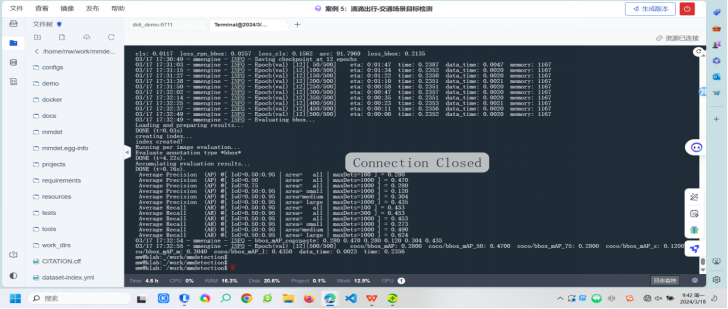 文件 查看 镜像 发布 帮助
案例 5：滴滴出行-交通场景目标检测
生成版本
文件树
didi_demo-6711
Terminal@2024/3/...
资源已连接
/home/mw/work/mmde...
configs
demo
docker
docs
mmdet
mmdet.egg-info
projects
requirements
resources
tests
tools
work_dirs
CITATION.cff
dataset-index.yml
cls: 0.0117 loss_rpn_bbox: 0.0257 loss_cls: 0.1562 acc: 91.7969 loss_bbox: 0.2135
03/17 17:30:49 - mmengine - INFO - Saving checkpoint at 12 epochs
03/17 17:31:03 - mmengine - INFO - Epoch(val) [12][ 50/500] eta: 0:01:47 time: 0.2387 data_time: 0.0047 memory: 1167
03/17 17:31:15 - mmengine - INFO - Epoch(val) [12][100/500] eta: 0:01:34 time: 0.2352 data_time: 0.0020 memory: 1167
03/17 17:31:27 - mmengine - INFO - Epoch(val) [12][150/500] eta: 0:01:22 time: 0.2351 data_time: 0.0020 memory: 1167
03/17 17:31:38 - mmengine - INFO - Epoch(val) [12][200/500] eta: 0:01:10 time: 0.2351 data_time: 0.0021 memory: 1167
03/17 17:31:50 - mmengine - INFO - Epoch(val) [12][250/500] eta: 0:00:58 time: 0.2351 data_time: 0.0020 memory: 1167
03/17 17:32:02 - mmengine - INFO - Epoch(val) [12][300/500] eta: 0:00:47 time: 0.2351 data_time: 0.0020 memory: 1167
03/17 17:32:14 - mmengine - INFO - Epoch(val) [12][350/500] eta: 0:00:35 time: 0.2352 data_time: 0.0020 memory: 1167
03/17 17:32:25 - mmengine - INFO - Epoch(val) [12][400/500] eta: 0:00:23 time: 0.2353 data_time: 0.0021 memory: 1167
03/17 17:32:37 - mmengine - INFO - Epoch(val) [12][450/500] eta: 0:00:11 time: 0.2356 data_time: 0.0020 memory: 1167
03/17 17:32:49 - mmengine - INFO - Epoch(val) [12][500/500] eta: 0:00:00 time: 0.2352 data_time: 0.0020 memory: 1167
03/17 17:32:49 - mmengine - INFO - Evaluating bbox...
Loading and preparing results...
DONE (t=0.03s)
creating index...
index created!
Running per image evaluation...
Evaluate annotation type *bbox*
DONE (t=4.22s).
Accumulating evaluation results...
DONE (t=0.76s).
Connection Closed
Average Precision (AP) @[ IoU=0.50:0.95 | area= all | maxDets=100 ] = 0.280
Average Precision (AP) @[ IoU=0.50 | area= all | maxDets=1000 ] = 0.470
Average Precision (AP) @[ IoU=0.75 | area= all | maxDets=1000 ] = 0.280
Average Precision (AP) @[ IoU=0.50:0.95 | area= small | maxDets=1000 ] = 0.120
Average Precision (AP) @[ IoU=0.50:0.95 | area=medium | maxDets=1000 ] = 0.304
Average Precision (AP) @[ IoU=0.50:0.95 | area= large | maxDets=1000 ] = 0.435
Average Recall (AR) @[ IoU=0.50:0.95 | area= all | maxDets=100 ] = 0.453
Average Recall (AR) @[ IoU=0.50:0.95 | area= all | maxDets=300 ] = 0.453
Average Recall (AR) @[ IoU=0.50:0.95 | area= all | maxDets=1000 ] = 0.453
Average Recall (AR) @[ IoU=0.50:0.95 | area= small | maxDets=1000 ] = 0.273
Average Recall (AR) @[ IoU=0.50:0.95 | area=medium | maxDets=1000 ] = 0.490
Average Recall (AR) @[ IoU=0.50:0.95 | area= large | maxDets=1000 ] = 0.624
03/17 17:32:54 - mmengine - INFO - bbox_mAP_copypaste: 0.280 0.470 0.280 0.120 0.304 0.435
03/17 17:32:55 - mmengine - INFO - Epoch(val) [12][500/500] coco/bbox_mAP: 0.2800 coco/bbox_mAP_50: 0.4700 coco/bbox_mAP_75: 0.2800 coco/bbox_mAP_s: 0.1200
co/bbox_mAP_m: 0.3040 coco/bbox_mAP_l: 0.4350 data_time: 0.0023 time: 0.2356
mw@klab:~/work/mmdetection$
mw@klab:~/work/mmdetection$
mw@klab:~/work/mmdetection$
Time 4.6 h CPU 0% RAM 16.3% Disk 20.6% Project 0.1% Work 12.9% GPU
日志监控
搜索
9:42 周一
2024/3/18